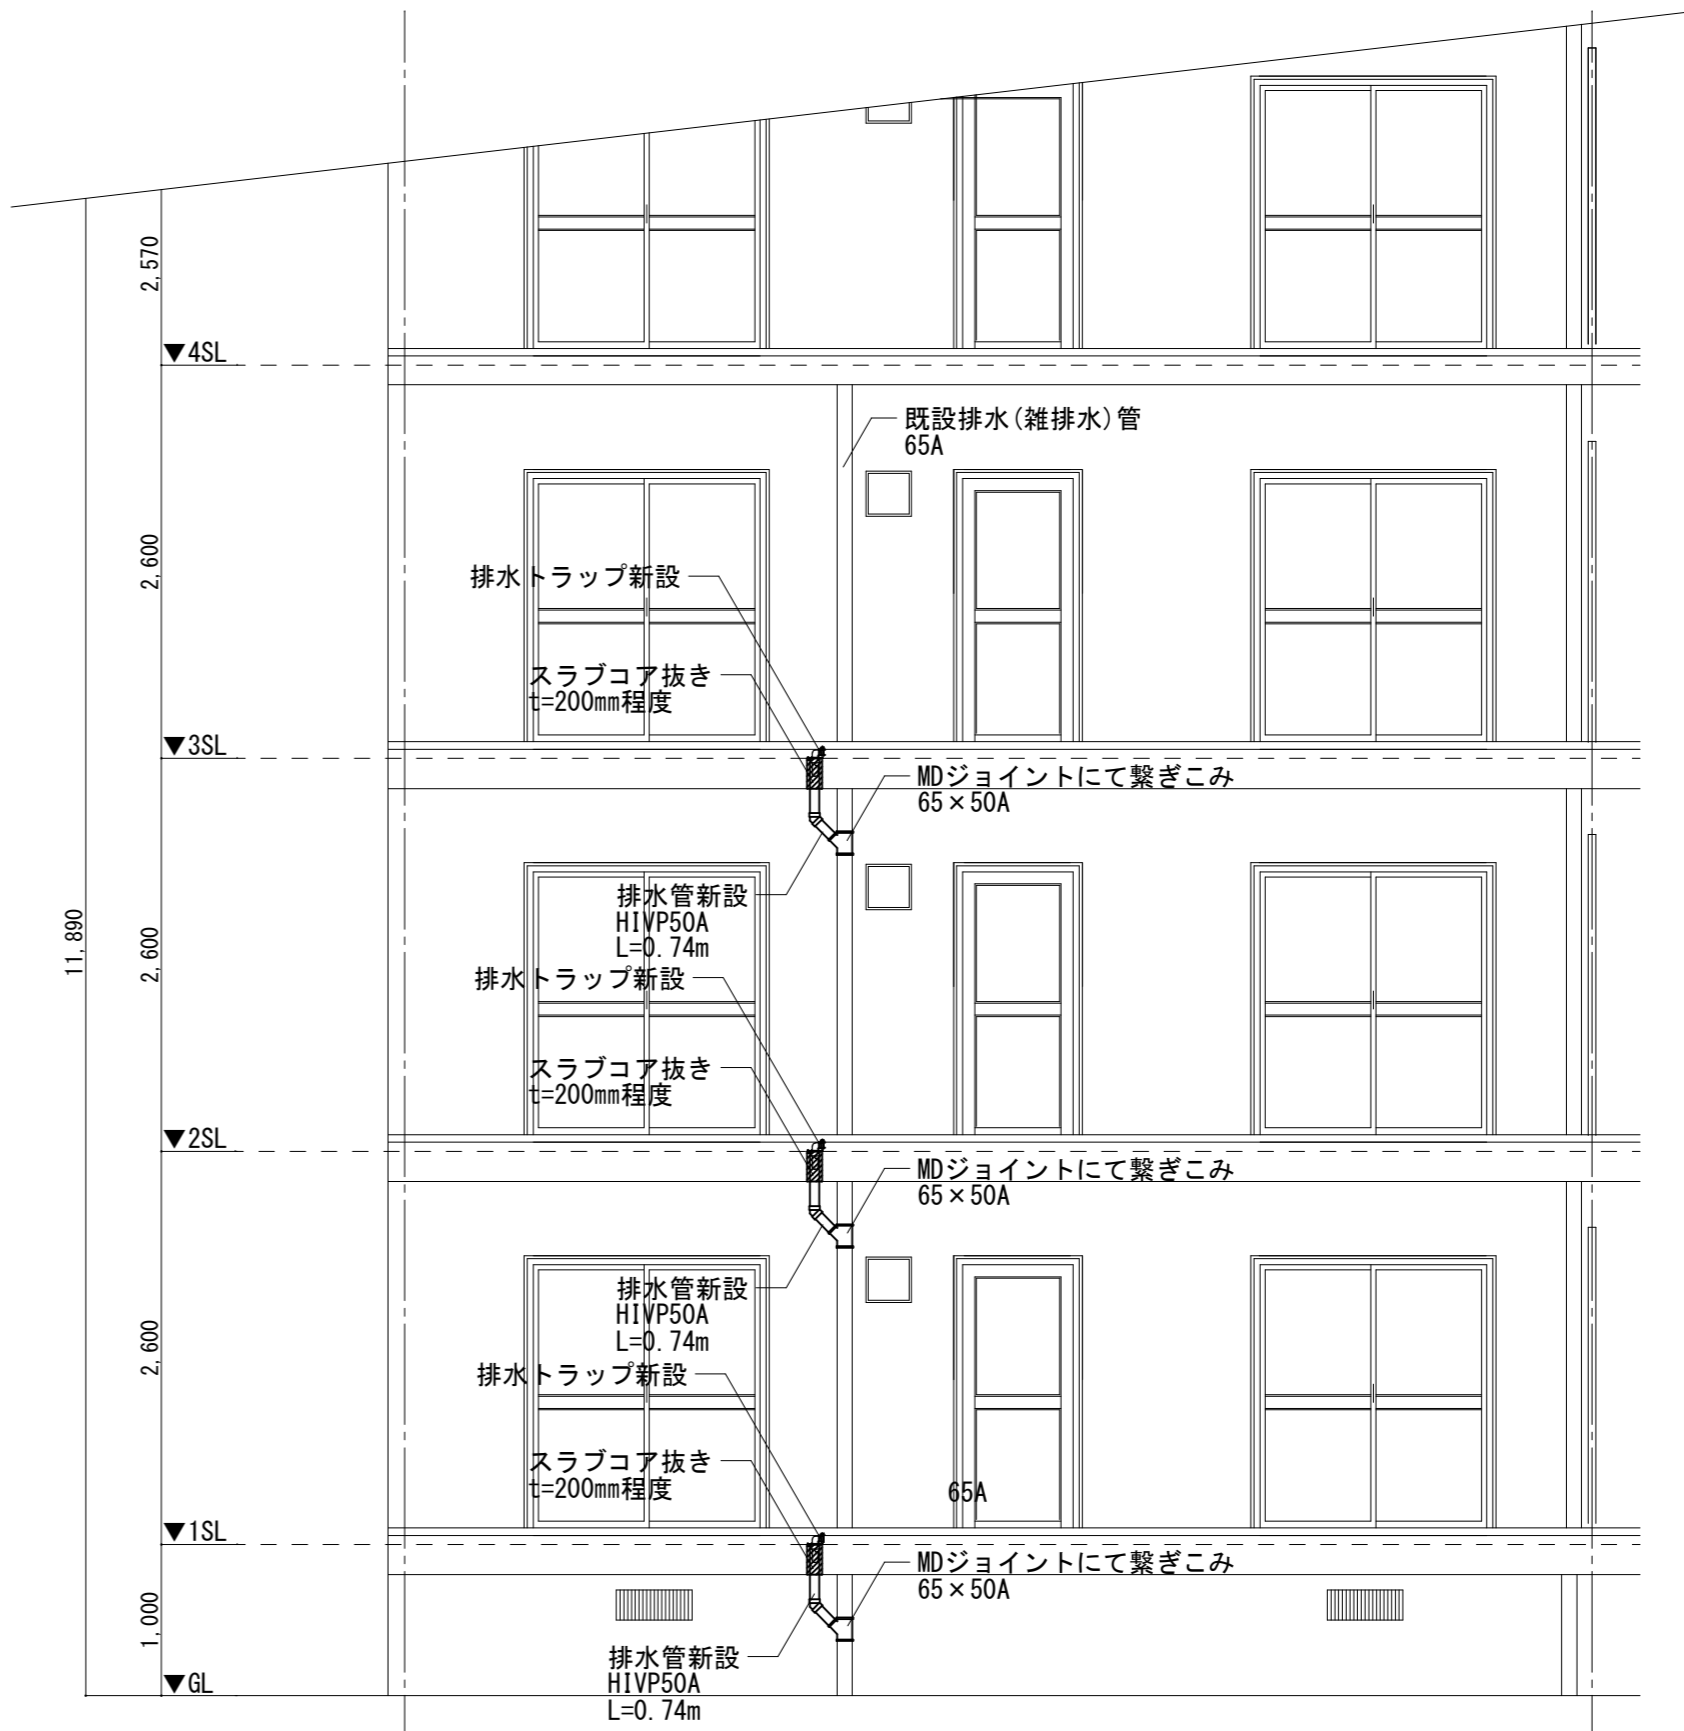 2,570
▼4SL
既設排水(雑排水)管
65A
2,600
排水トラップ新設
スラブコア抜き
t=200mm程度
▼3SL
MDジョイントにて繋ぎこみ
65×50A
排水管新設
HIVP50A
L=0.74m
11,890
2,600
排水トラップ新設
スラブコア抜き
t=200mm程度
▼2SL
MDジョイントにて繋ぎこみ
65×50A
排水管新設
HIVP50A
L=0.74m
2,600
排水トラップ新設
スラブコア抜き
t=200mm程度
65A
▼1SL
MDジョイントにて繋ぎこみ
65×50A
1,000
排水管新設
HIVP50A
L=0.74m
▼GL